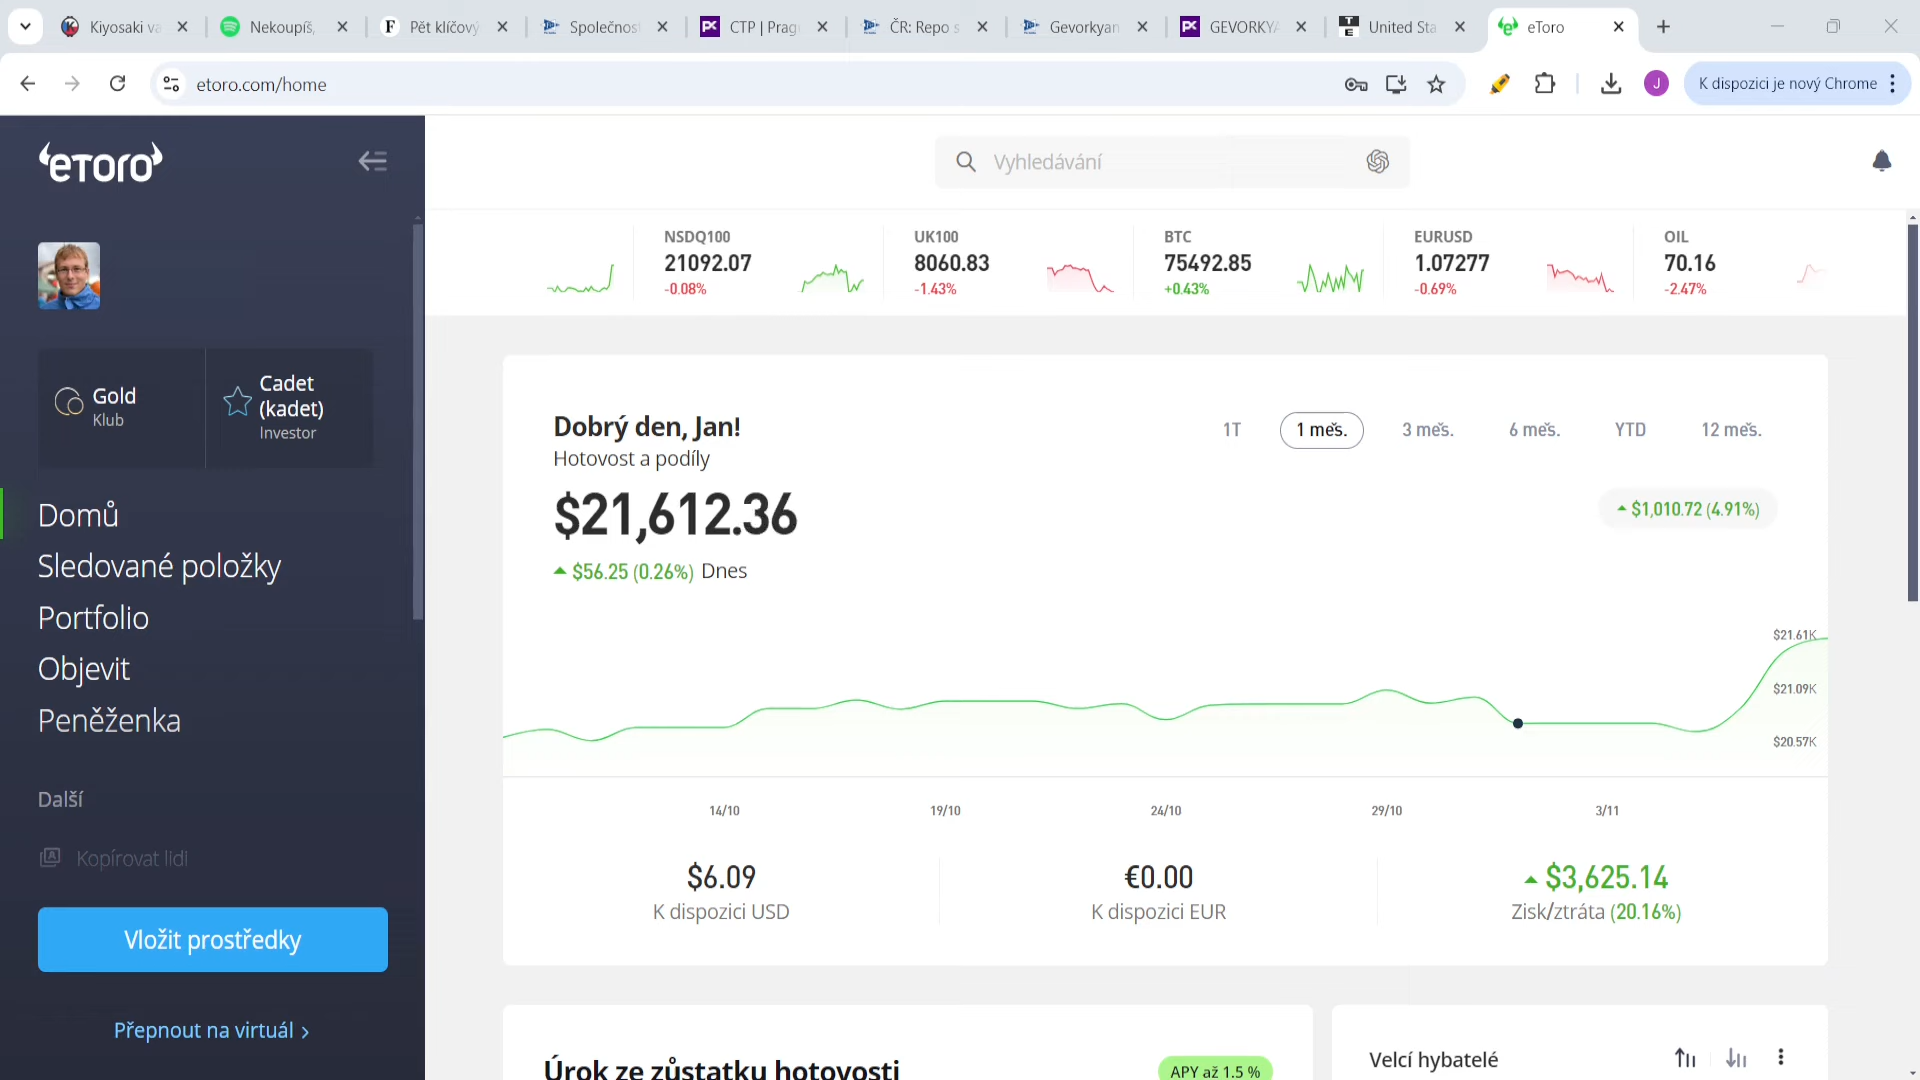 Kiyosaki va
Nekoupíš,
Pět klíčový
Společnost
CTP | Prag
ČR: Repo s
Gevorkyan
GEVORKYA
United Sta
eToro
etoro.com/home
J
K dispozici je nový Chrome
eToro
Vyhledávání
NSDQ100
21092.07
-0.08%
UK100
8060.83
-1.43%
BTC
75492.85
+0.43%
EURUSD
1.07277
-0.69%
OIL
70.16
-2.47%
Gold
Klub
Cadet
(kadet)
Investor
Domů
Sledované položky
Portfolio
Objevit
Peněženka
Další
Kopírovat lidi
Vložit prostředky
Přepnout na virtuál
Dobrý den, Jan!
Hotovost a podíly
$21,612.36
$56.25 (0.26%) Dnes
1T
1 měs.
3 měs.
6 měs.
YTD
12 měs.
$1,010.72 (4.91%)
$21.61K
$21.09K
$20.57K
14/10
19/10
24/10
29/10
3/11
$6.09
K dispozici USD
€0.00
K dispozici EUR
$3,625.14
Zisk/ztráta (20.16%)
Úrok ze zůstatku hotovosti
APY až 1.5 %
Velcí hybatelé